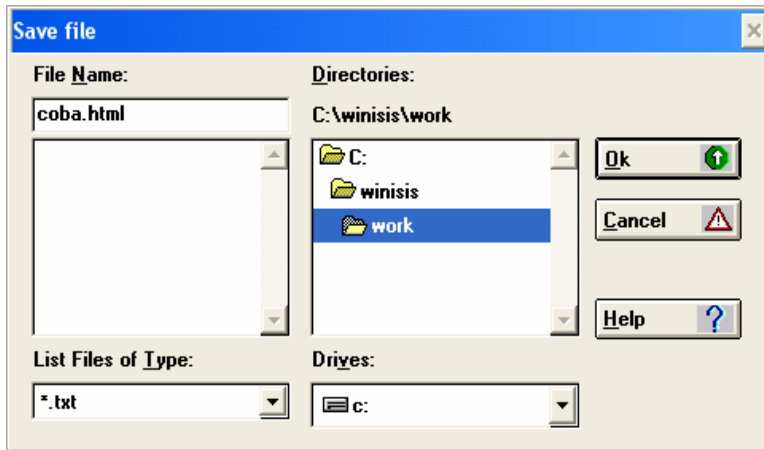 Save file
File Name:
coba.html
Directories:
C:\winisis\work
C:
winisis
work
Ok
Cancel
Help
List Files of Type:
*.txt
Drives:
c: